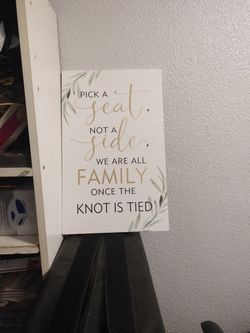 PICK A
seat.
NOT A
side.
WE ARE ALL
FAMILY
ONCE THE
KNOT IS TIED